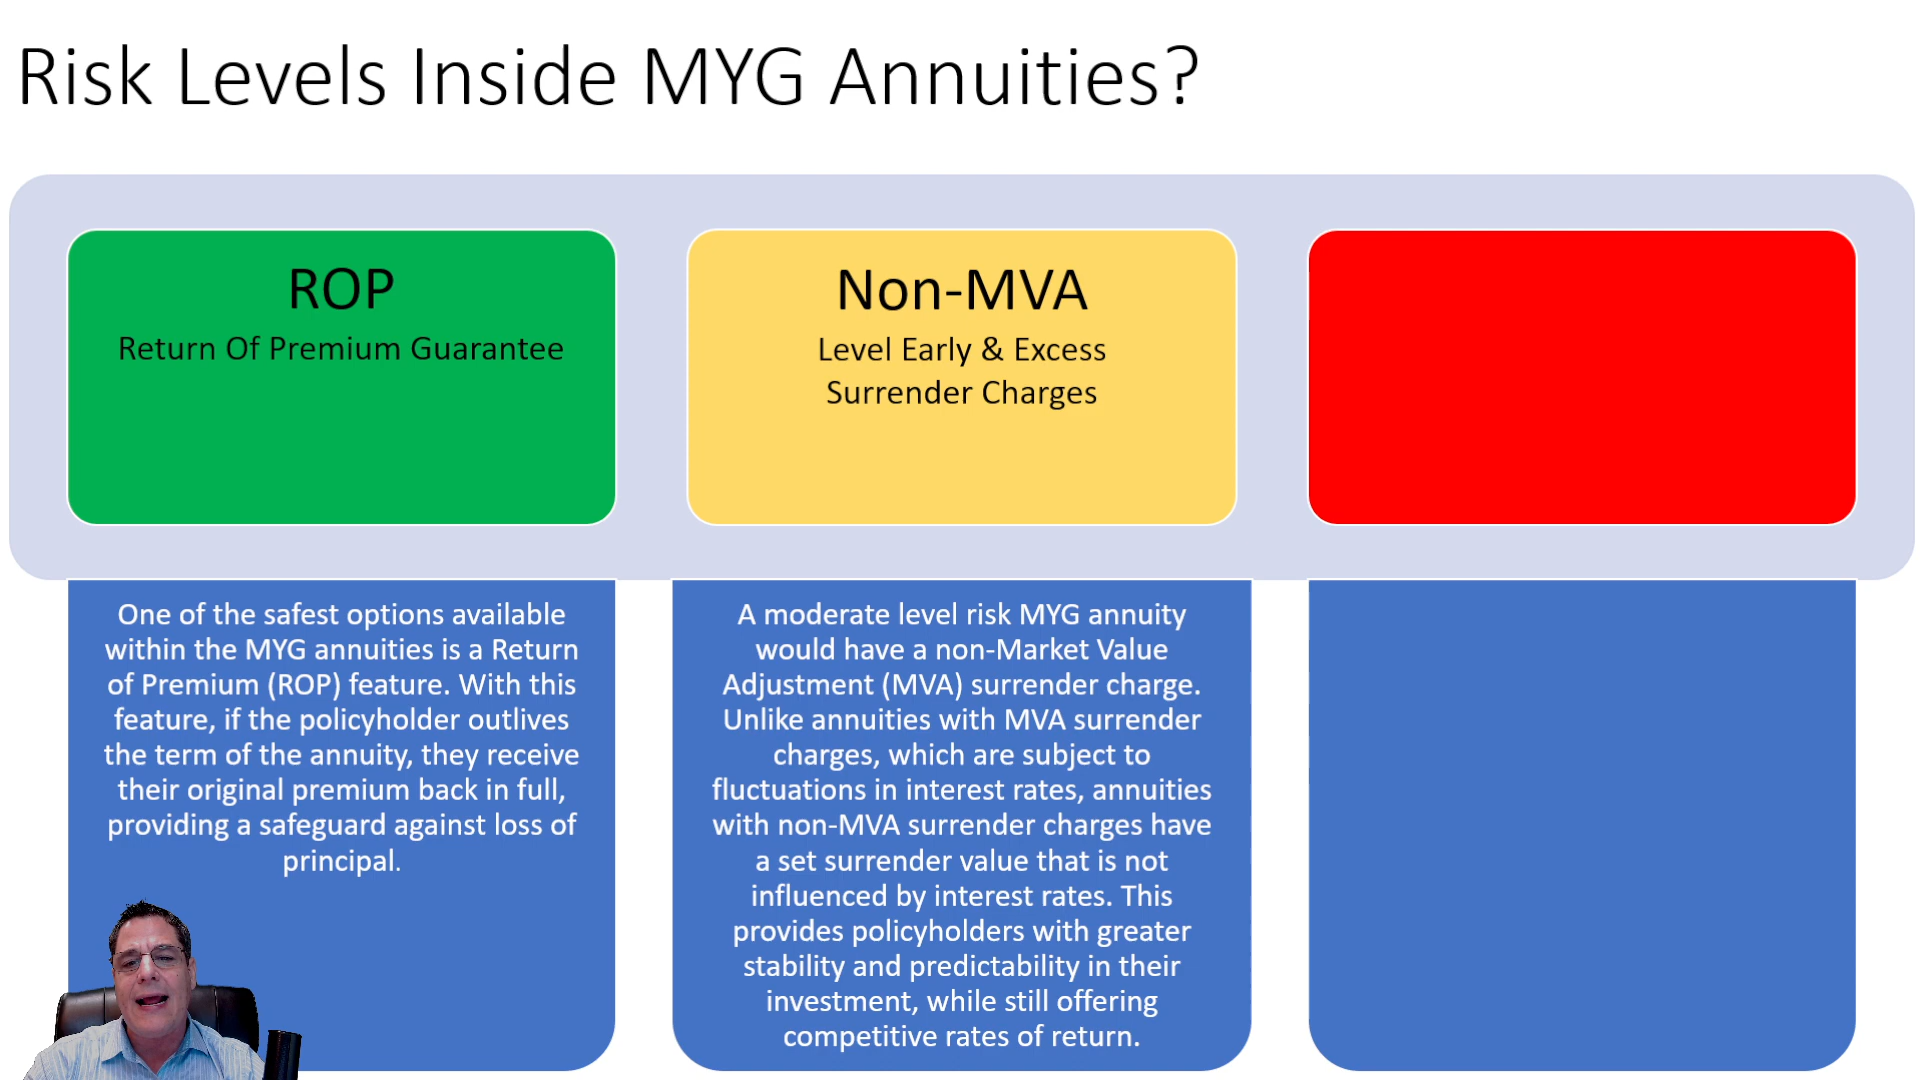 Risk Levels Inside MYG Annuities?
ROP
Return Of Premium Guarantee
Non-MVA
Level Early & Excess
Surrender Charges
One of the safest options available
within the MYG annuities is a Return
of Premium (ROP) feature. With this
feature, if the policyholder outlives
the term of the annuity, they receive
their original premium back in full,
providing a safeguard against loss of
principal.
A moderate level risk MYG annuity
would have a non-Market Value
Adjustment (MVA) surrender charge.
Unlike annuities with MVA surrender
charges, which are subject to
fluctuations in interest rates, annuities
with non-MVA surrender charges have
a set surrender value that is not
influenced by interest rates. This
provides policyholders with greater
stability and predictability in their
investment, while still offering
competitive rates of return.